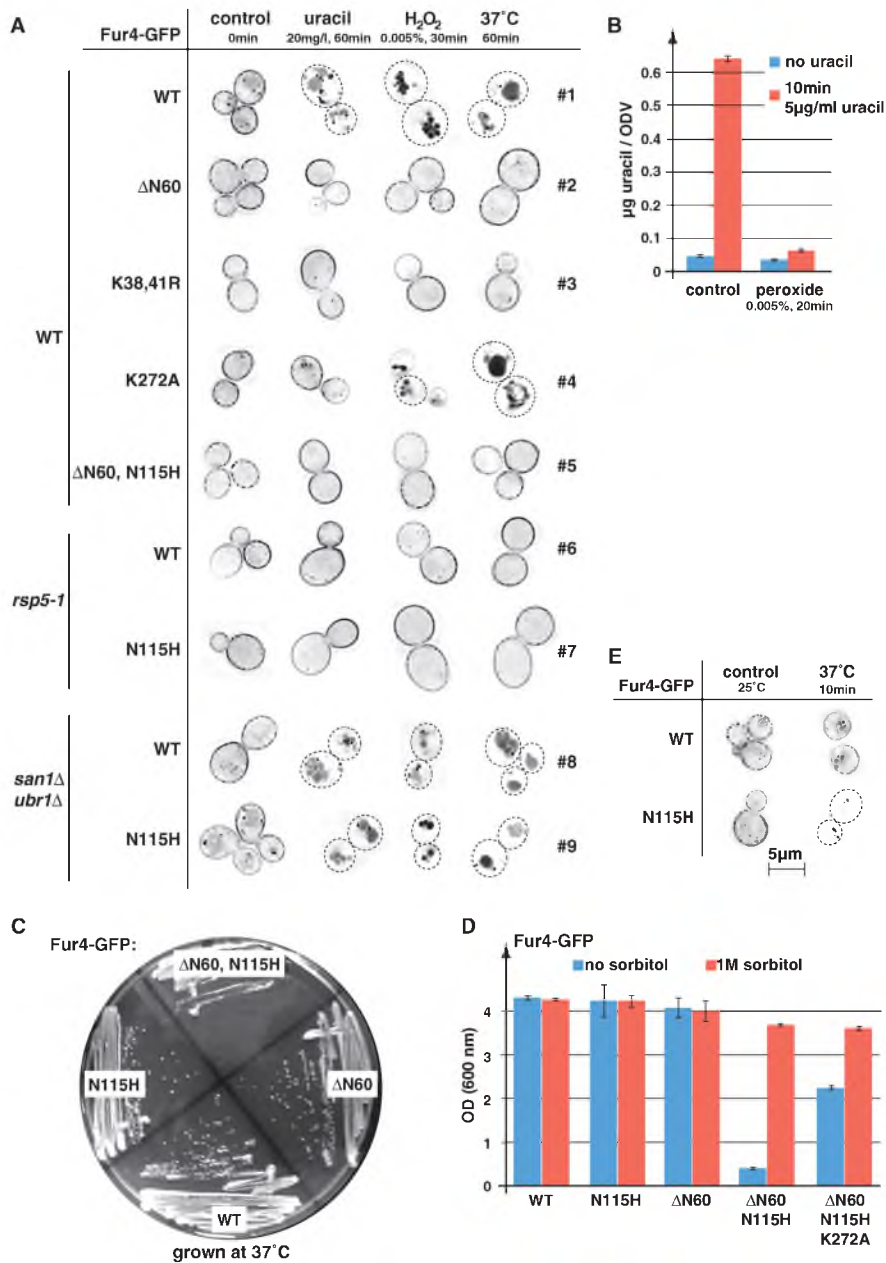 A
Fur4-GFP
control
0min
uracil
20mg/l, 60min
H2O2
0.005%, 30min
37°C
60min
WT
WT
#1
ΔN60
#2
K38,41R
#3
K272A
#4
ΔN60, N115H
#5
rsp5-1
WT
#6
N115H
#7
san1Δ
ubr1Δ
WT
#8
N115H
#9
B
no uracil
10min
5µg/ml uracil
µg uracil / ODV
0.6
0.5
0.4
0.3
0.2
0.1
0
control
peroxide
0.005%, 20min
E
Fur4-GFP
control
25°C
37°C
10min
WT
N115H
5µm
C
Fur4-GFP:
ΔN60, N115H
N115H
ΔN60
WT
grown at 37°C
D
Fur4-GFP
no sorbitol
1M sorbitol
OD (600 nm)
4
3
2
1
0
WT
N115H
ΔN60
ΔN60
N115H
ΔN60
N115H
K272A